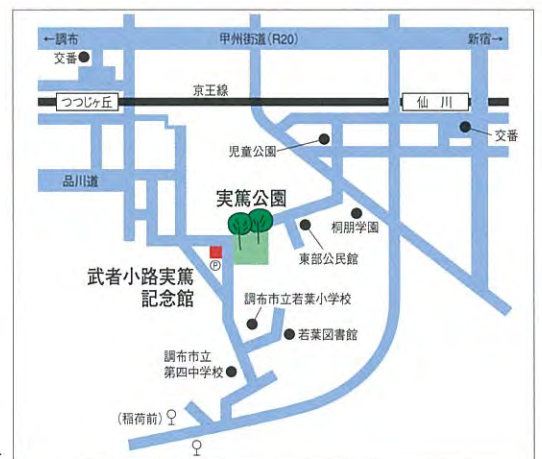 ←調布
甲州街道(R20)
新宿→
交番
京王線
つつじヶ丘
仙川
交番
児童公園
品川道
実篤公園
桐朋学園
東部公民館
武者小路実篤
記念館
P
調布市立若葉小学校
若葉図書館
調布市立
第四中学校
(稲荷前)